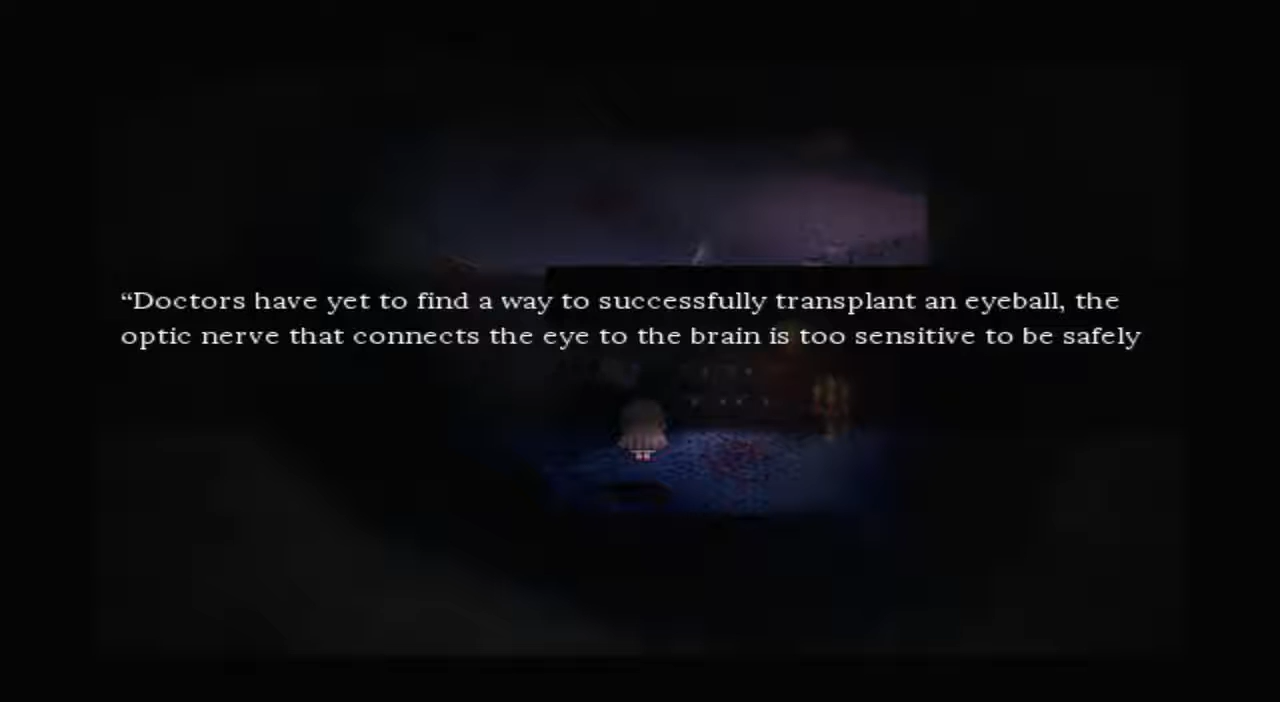 “Doctors have yet to find a way to successfully transplant an eyeball, the
optic nerve that connects the eye to the brain is too sensitive to be safely